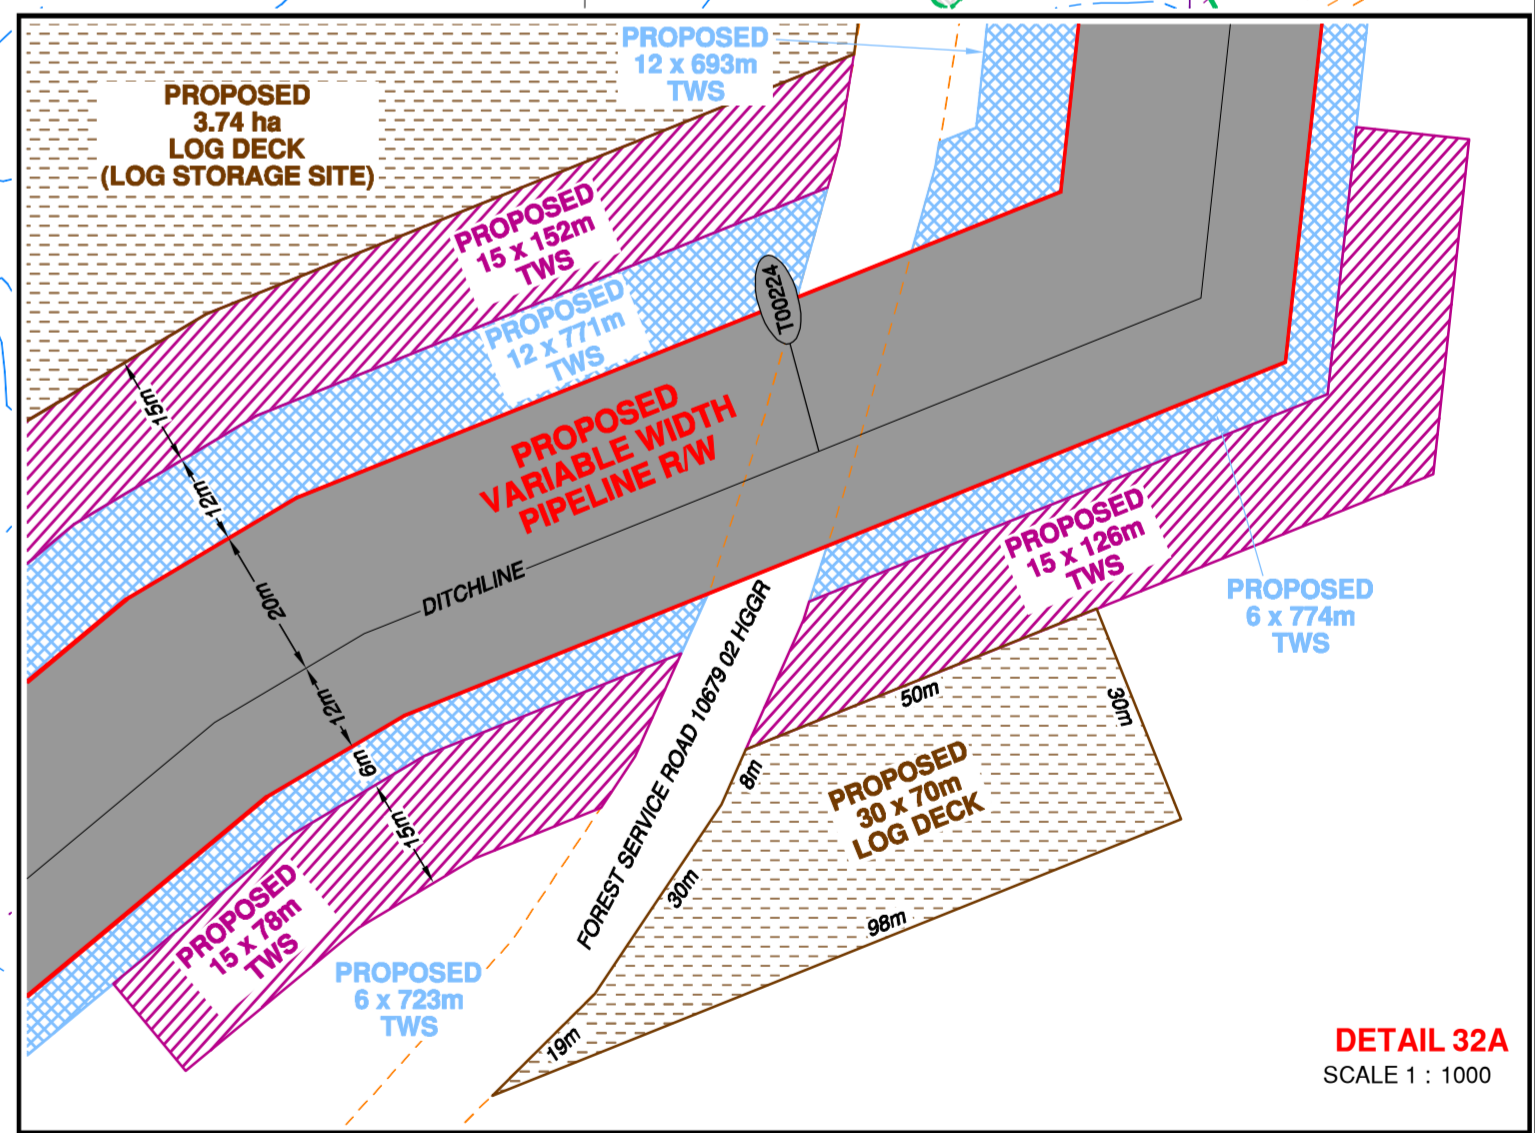 PROPOSED
12 x 693m
TWS
PROPOSED
3.74 ha
LOG DECK
(LOG STORAGE SITE)
PROPOSED
15 x 152m
TWS
T00224
PROPOSED
12 x 771m
TWS
15m
PROPOSED
VARIABLE WIDTH
PIPELINE R/W
12m
20m
DITCHLINE
PROPOSED
15 x 126m
TWS
PROPOSED
6 x 774m
TWS
FOREST SERVICE ROAD 10679 02 HGGR
12m
6m
15m
50m
30m
8m
PROPOSED
30 x 70m
LOG DECK
30m
98m
19m
PROPOSED
15 x 78m
TWS
PROPOSED
6 x 723m
TWS
DETAIL 32A
SCALE 1 : 1000